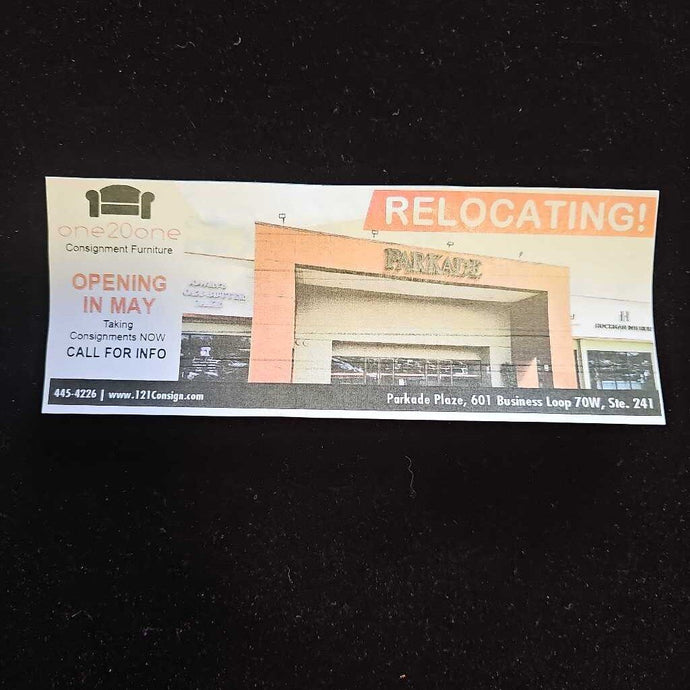 one20one
Consignment Furniture
OPENING
IN MAY
Taking
Consignments NOW
CALL FOR INFO
RELOCATING!
PARKADE
445-4226 | www.121Consign.com
Parkade Plaze, 601 Business Loop 70W, Ste. 241